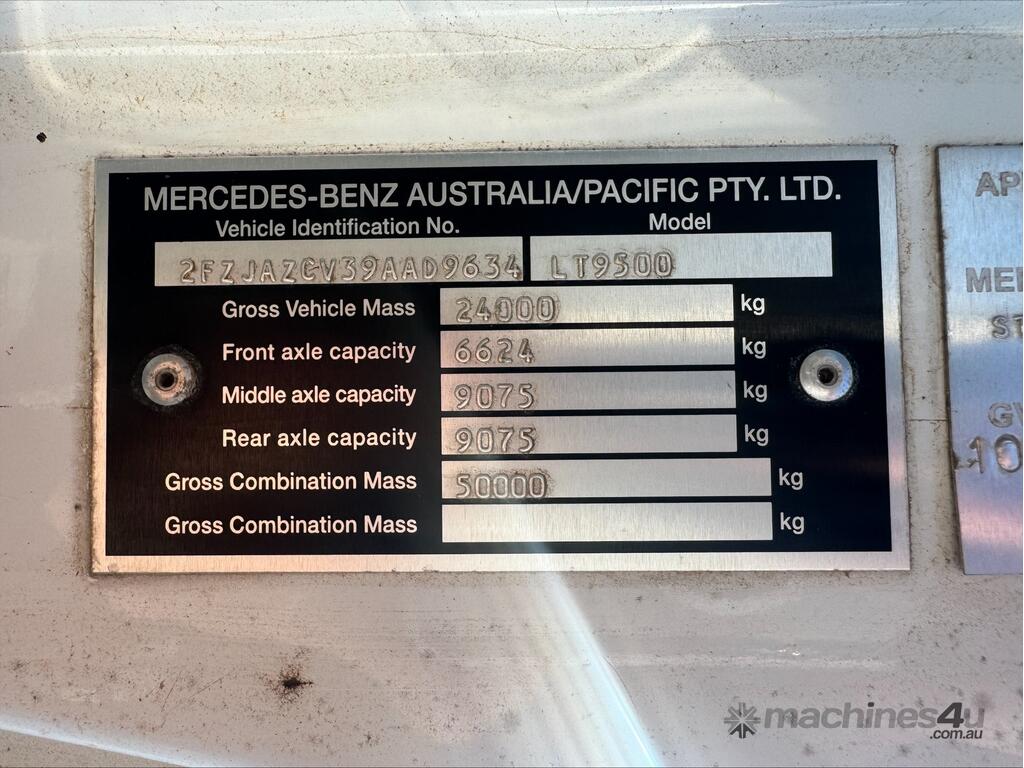 MERCEDES-BENZ AUSTRALIA/PACIFIC PTY. LTD.
Vehicle Identification No. Model
2FZJAZCV39AAD9634 LT9500
Gross Vehicle Mass 24000 kg
Front axle capacity 6624 kg
Middle axle capacity 9075 kg
Rear axle capacity 9075 kg
Gross Combination Mass 50000 kg
Gross Combination Mass kg
machines4u
.com.au